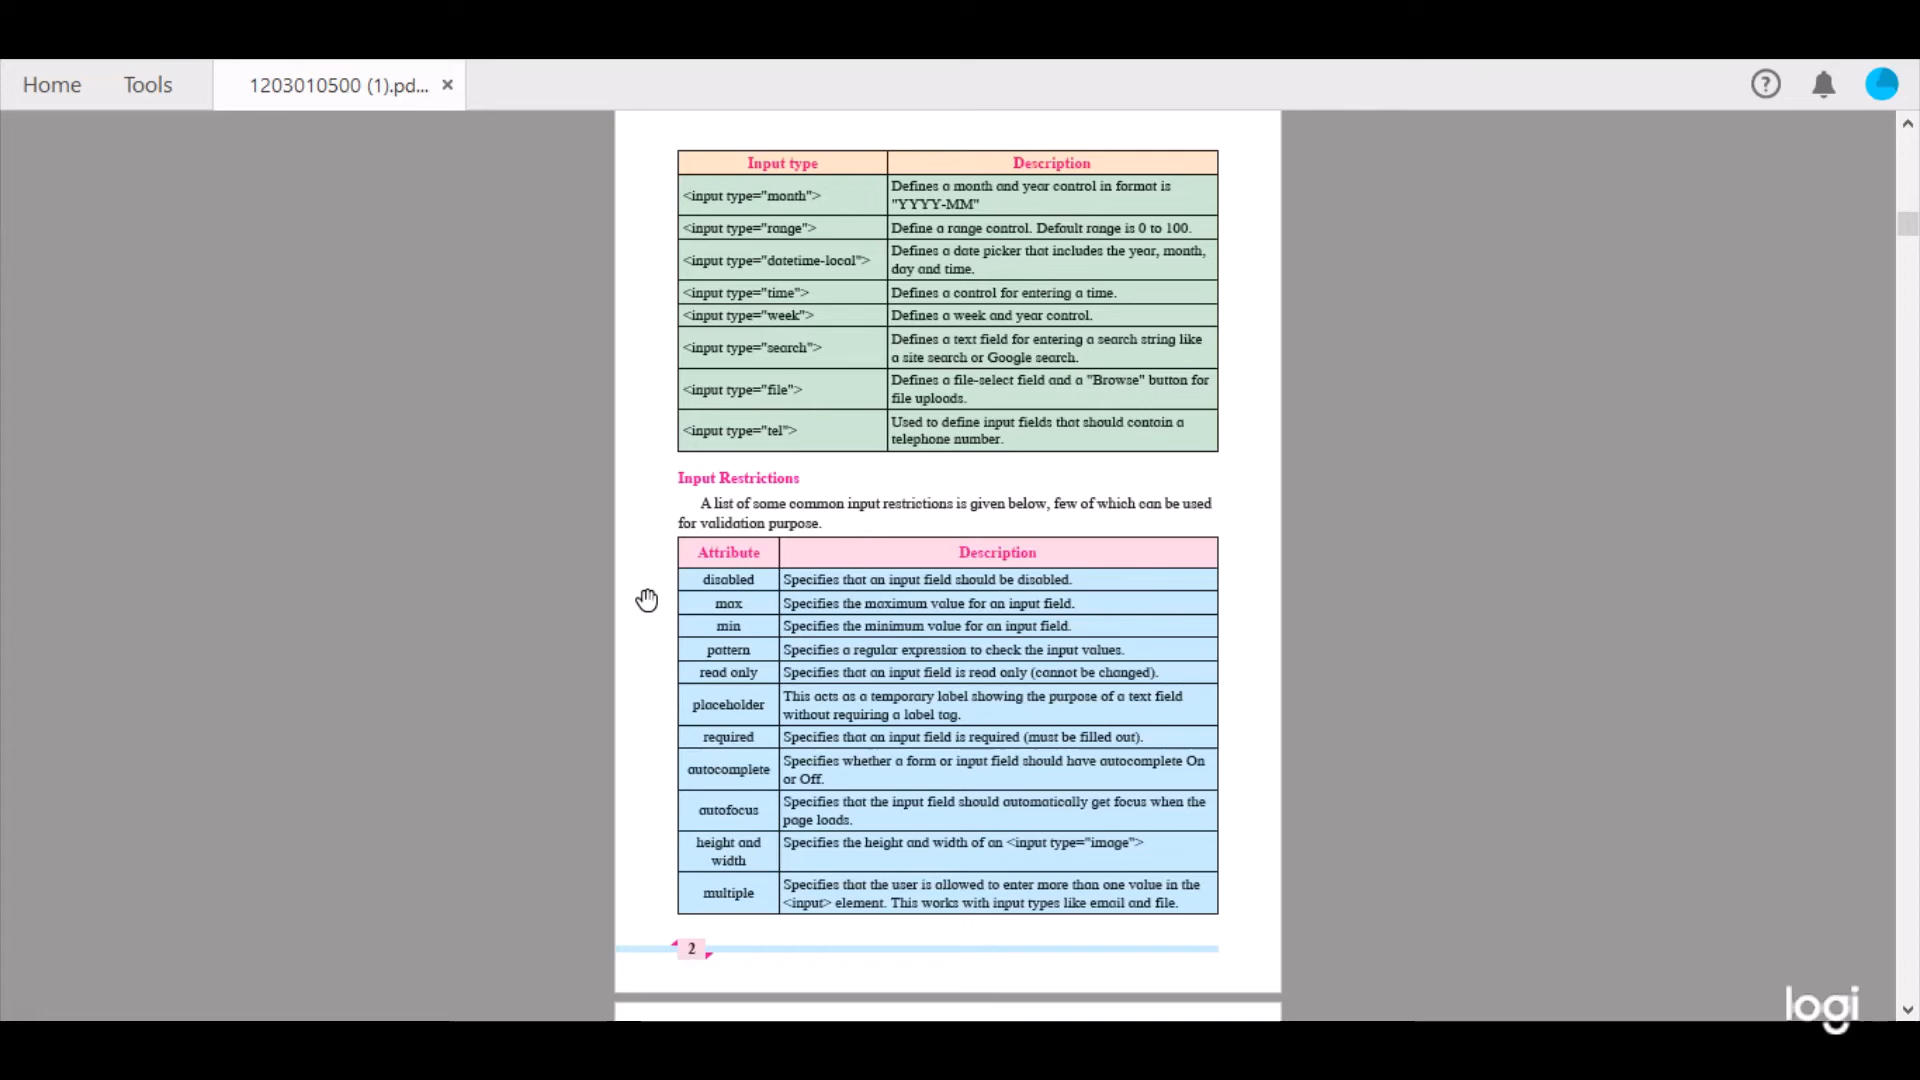 Home
Tools
1203010500 (1).pd...
Input type
Description
<input type="month">
Defines a month and year control in format is
"YYYY-MM"
<input type="range">
Define a range control. Default range is 0 to 100.
<input type="datetime-local">
Defines a date picker that includes the year, month,
day and time.
<input type="time">
Defines a control for entering a time.
<input type="week">
Defines a week and year control.
<input type="search">
Defines a text field for entering a search string like
a site search or Google search.
<input type="file">
Defines a file-select field and a "Browse" button for
file uploads.
<input type="tel">
Used to define input fields that should contain a
telephone number.
Input Restrictions
A list of some common input restrictions is given below, few of which can be used
for validation purpose.
Attribute
Description
disabled
Specifies that an input field should be disabled.
max
Specifies the maximum value for an input field.
min
Specifies the minimum value for an input field.
pattern
Specifies a regular expression to check the input values.
read only
Specifies that an input field is read only (cannot be changed).
placeholder
This acts as a temporary label showing the purpose of a text field
without requiring a label tag.
required
Specifies that an input field is required (must be filled out).
autocomplete
Specifies whether a form or input field should have autocomplete On
or Off.
autofocus
Specifies that the input field should automatically get focus when the
page loads.
height and
width
Specifies the height and width of an <input type="image">
multiple
Specifies that the user is allowed to enter more than one value in the
<input> element. This works with input types like email and file.
2
logi